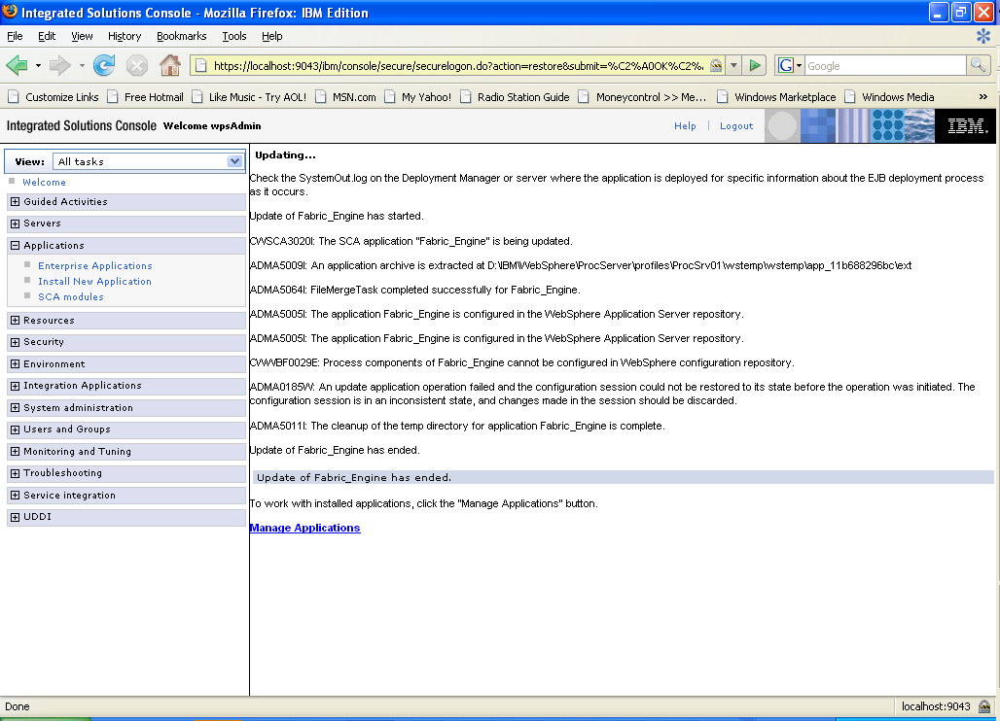 Integrated Solutions Console - Mozilla Firefox: IBM Edition
File Edit View History Bookmarks Tools Help
https://localhost:9043/ibm/console/secure/securelogon.do?action=restore&submit=%C2%A0OK%C2%
G Google
Customize Links Free Hotmail Like Music - Try AOL! MSN.com My Yahoo! Radio Station Guide Moneycontrol >> Me... Windows Marketplace Windows Media »
Integrated Solutions Console Welcome wpsAdmin Help Logout IBM.
View: All tasks
Welcome
Guided Activities
Servers
Applications
Enterprise Applications
Install New Application
SCA modules
Resources
Security
Environment
Integration Applications
System administration
Users and Groups
Monitoring and Tuning
Troubleshooting
Service integration
UDDI
Updating...
Check the SystemOut.log on the Deployment Manager or server where the application is deployed for specific information about the EJB deployment process
as it occurs.
Update of Fabric_Engine has started.
CWSCA3020I: The SCA application "Fabric_Engine" is being updated.
ADMA5009I: An application archive is extracted at D:\IBM\WebSphere\ProcServer\profiles\ProcSrv01\wstemp\wstemp\app_11b688296bc\ext
ADMA5064I: FileMergeTask completed successfully for Fabric_Engine.
ADMA5005I: The application Fabric_Engine is configured in the WebSphere Application Server repository.
ADMA5005I: The application Fabric_Engine is configured in the WebSphere Application Server repository.
CWWBF0029E: Process components of Fabric_Engine cannot be configured in WebSphere configuration repository.
ADMA0185W: An update application operation failed and the configuration session could not be restored to its state before the operation was initiated. The
configuration session is in an inconsistent state, and changes made in the session should be discarded.
ADMA5011I: The cleanup of the temp directory for application Fabric_Engine is complete.
Update of Fabric_Engine has ended.
Update of Fabric_Engine has ended.
To work with installed applications, click the "Manage Applications" button.
Manage Applications
Done localhost:9043